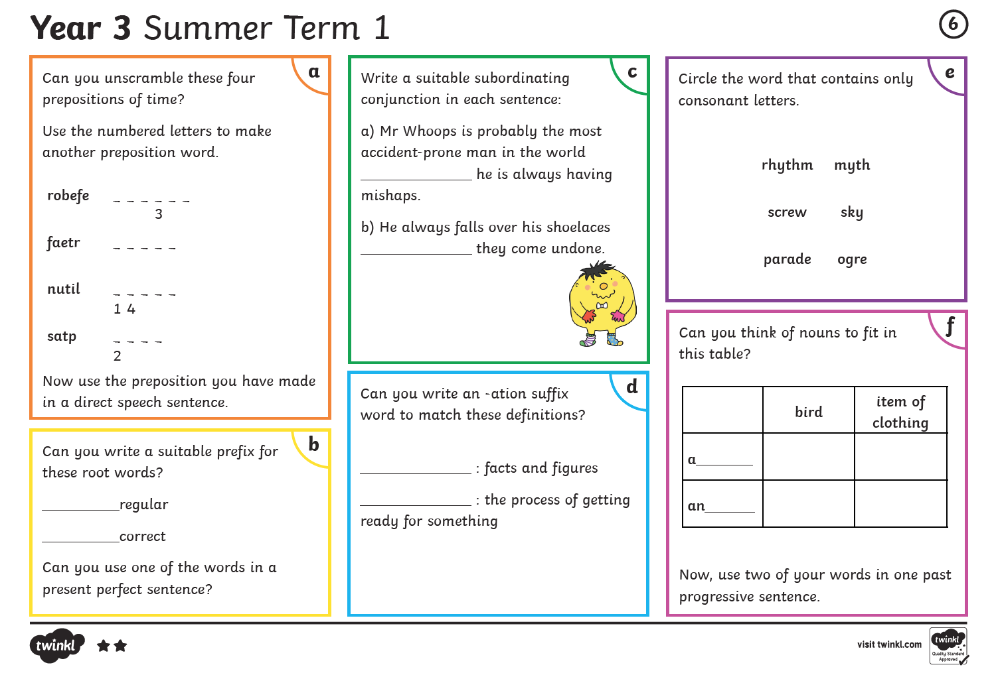 Year 3 Summer Term 1
6
a
Can you unscramble these four
prepositions of time?
Use the numbered letters to make
another preposition word.
robefe _ _ _ _ _ _
3
faetr _ _ _ _ _
nutil _ _ _ _ _
1 4
satp _ _ _ _
2
Now use the preposition you have made
in a direct speech sentence.
b
Can you write a suitable prefix for
these root words?
__________regular
__________correct
Can you use one of the words in a
present perfect sentence?
c
Write a suitable subordinating
conjunction in each sentence:
a) Mr Whoops is probably the most
accident-prone man in the world
______________ he is always having
mishaps.
b) He always falls over his shoelaces
______________ they come undone.
d
Can you write an -ation suffix
word to match these definitions?
______________ : facts and figures
______________ : the process of getting
ready for something
e
Circle the word that contains only
consonant letters.
rhythm myth
screw sky
parade ogre
f
Can you think of nouns to fit in
this table?
bird
item of
clothing
a_______
an______
Now, use two of your words in one past
progressive sentence.
twinkl
visit twinkl.com
twinkl
Quality Standard
Approved